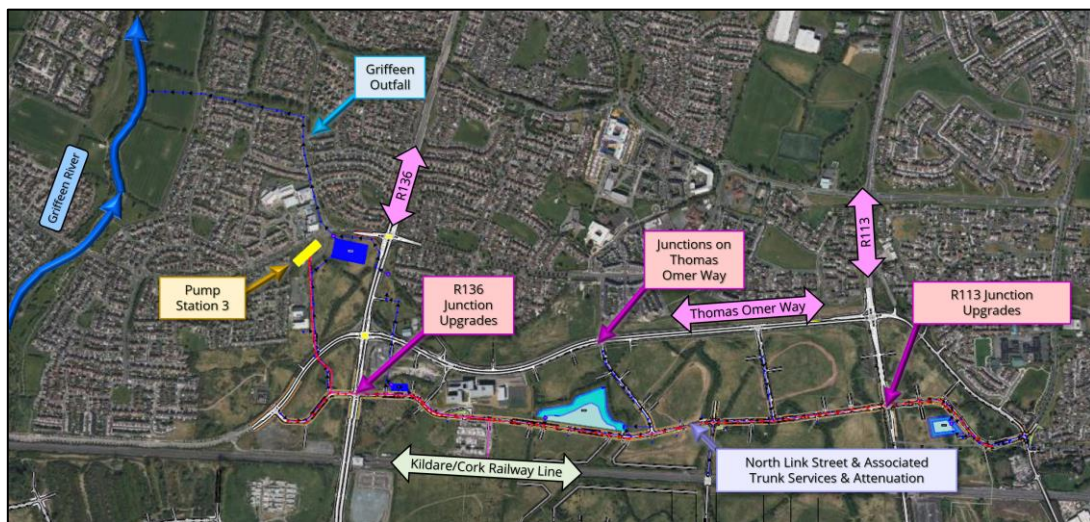 Griffeen
Outfall
Griffeen River
R136
R113
Junctions on
Thomas
Omer Way
Pump
Station 3
R136
Junction
Upgrades
Thomas Omer Way
R113 Junction
Upgrades
Kildare/Cork Railway Line
North Link Street & Associated
Trunk Services & Attenuation